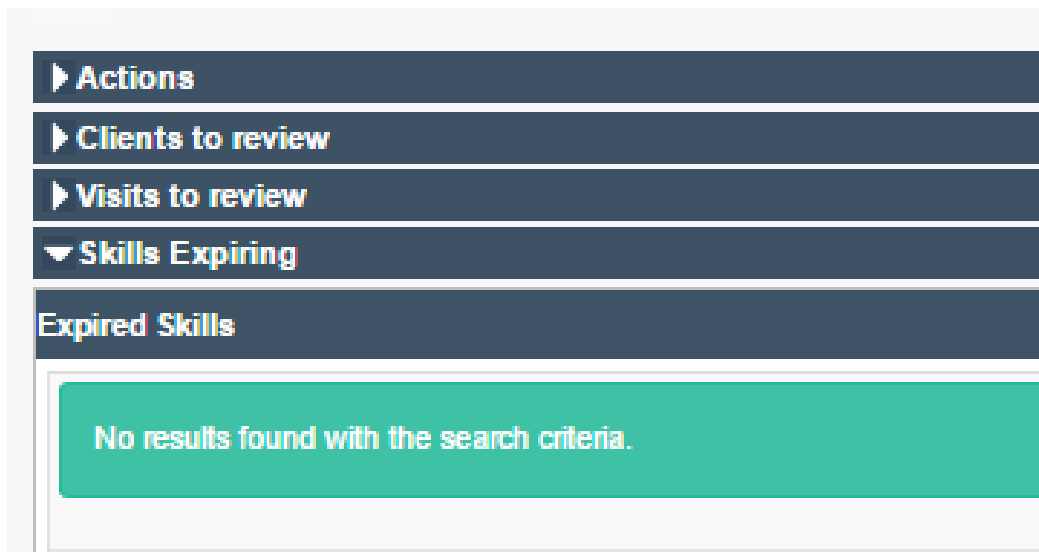 Actions
Clients to review
Visits to review
Skills Expiring
Expired Skills
No results found with the search criteria.